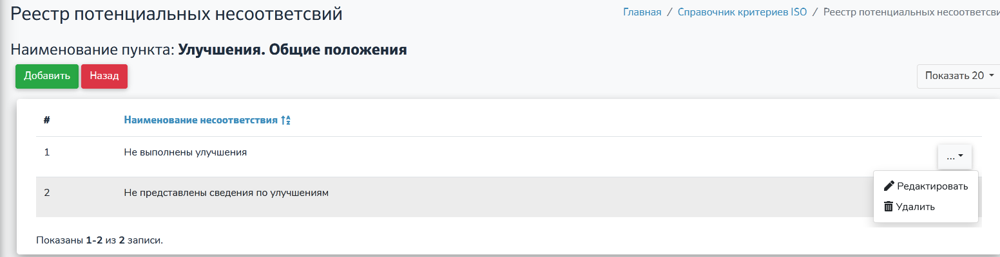 Реестр потенциальных несоответсвий
Главная / Справочник критериев ISO / Реестр потенциальных несоответсви
Наименование пункта: Улучшения. Общие положения
Добавить Назад
Показать 20
# Наименование несоответствия
1 Не выполнены улучшения ...
2 Не представлены сведения по улучшениям
Редактировать
Удалить
Показаны 1-2 из 2 записи.